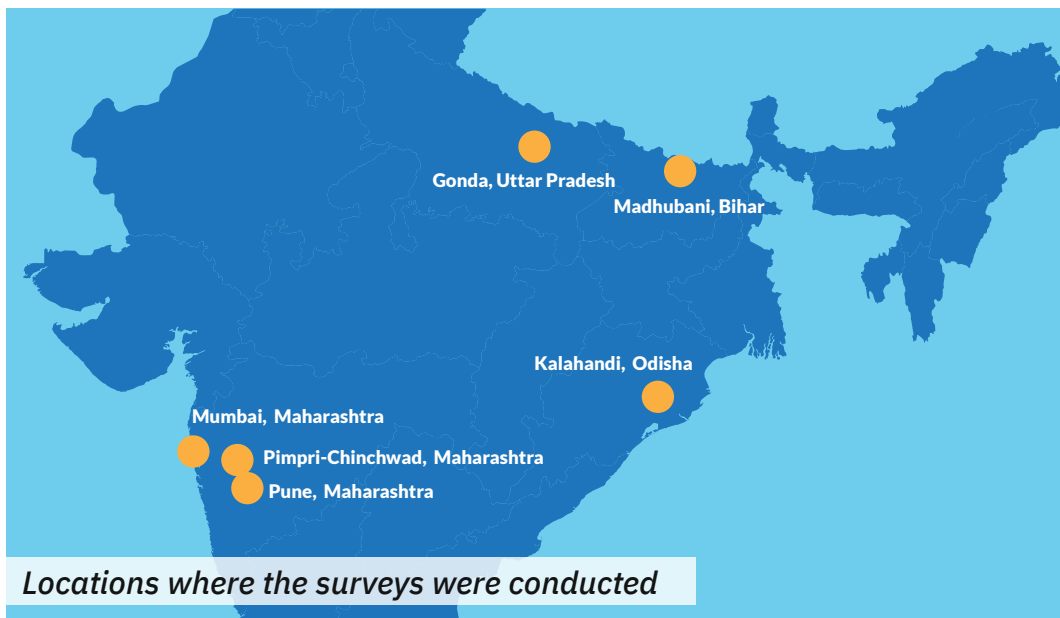 Gonda, Uttar Pradesh
Madhubani, Bihar
Kalahandi, Odisha
Mumbai, Maharashtra
Pimpri-Chinchwad, Maharashtra
Pune, Maharashtra
Locations where the surveys were conducted